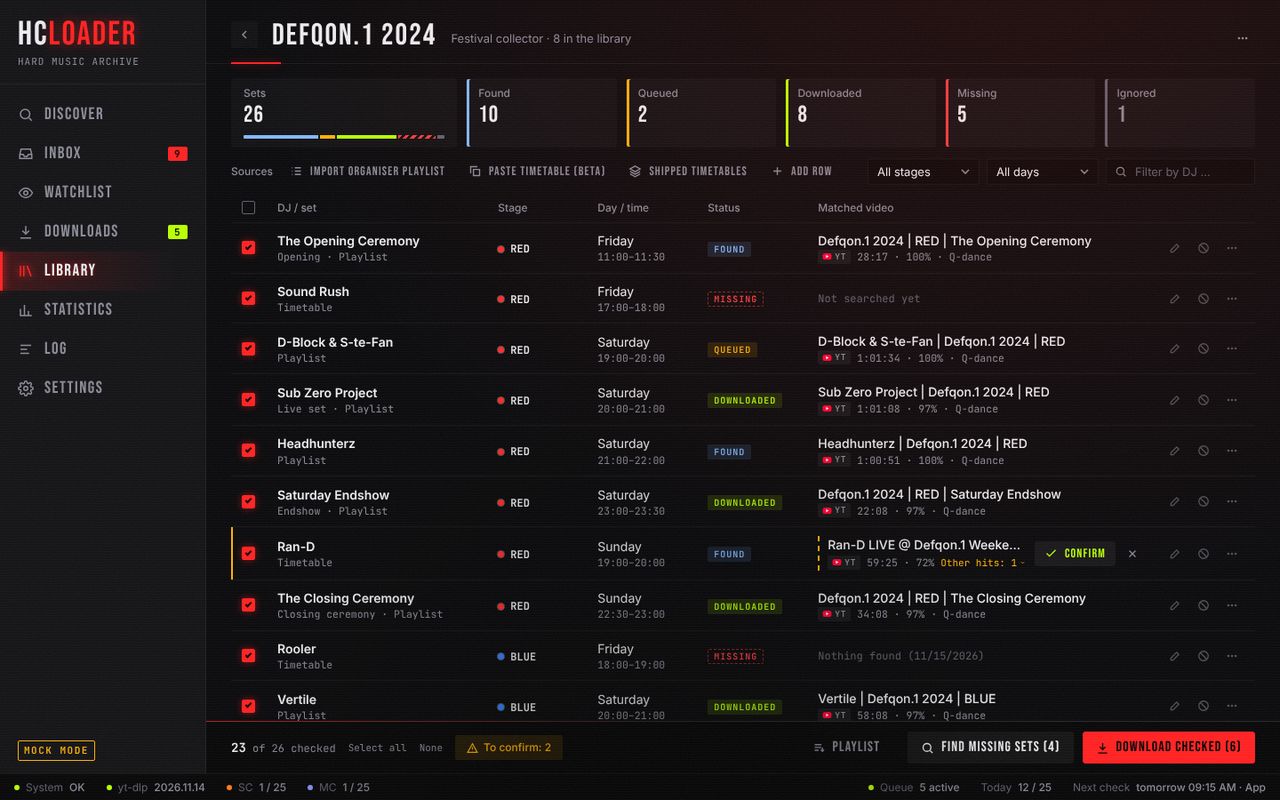 HCLOADER
HARD MUSIC ARCHIVE
DISCOVER
INBOX 9
WATCHLIST
DOWNLOADS 5
LIBRARY
STATISTICS
LOG
SETTINGS
MOCK MODE
DEFQON.1 2024 Festival collector · 8 in the library
Sets Found Queued Downloaded Missing Ignored
26 10 2 8 5 1
Sources IMPORT ORGANISER PLAYLIST PASTE TIMETABLE (BETA) SHIPPED TIMETABLES + ADD ROW All stages All days Filter by DJ ...
DJ / set Stage Day / time Status Matched video
The Opening Ceremony RED Friday FOUND Defqon.1 2024 | RED | The Opening Ceremony
Opening · Playlist 11:00–11:30 YT 28:17 · 100% · Q-dance
Sound Rush RED Friday MISSING Not searched yet
Timetable 17:00–18:00
D-Block & S-te-Fan RED Saturday QUEUED D-Block & S-te-Fan | Defqon.1 2024 | RED
Playlist 19:00–20:00 YT 1:01:34 · 100% · Q-dance
Sub Zero Project RED Saturday DOWNLOADED Sub Zero Project | Defqon.1 2024 | RED
Live set · Playlist 20:00–21:00 YT 1:01:08 · 97% · Q-dance
Headhunterz RED Saturday FOUND Headhunterz | Defqon.1 2024 | RED
Playlist 21:00–22:00 YT 1:00:51 · 100% · Q-dance
Saturday Endshow RED Saturday DOWNLOADED Defqon.1 2024 | RED | Saturday Endshow
Endshow · Playlist 23:00–23:30 YT 22:08 · 97% · Q-dance
Ran-D RED Sunday FOUND Ran-D LIVE @ Defqon.1 Weeke... CONFIRM
Timetable 19:00–20:00 YT 59:25 · 72% Other hits: 1
The Closing Ceremony RED Sunday DOWNLOADED Defqon.1 2024 | RED | The Closing Ceremony
Closing ceremony · Playlist 22:30–23:00 YT 34:08 · 97% · Q-dance
Rooler BLUE Friday MISSING Nothing found (11/15/2026)
Timetable 18:00–19:00
Vertile BLUE Saturday DOWNLOADED Vertile | Defqon.1 2024 | BLUE
Playlist 20:00–21:00 YT 58:08 · 97% · Q-dance
23 of 26 checked Select all None To confirm: 2 PLAYLIST FIND MISSING SETS (4) DOWNLOAD CHECKED (6)
System OK yt-dlp 2026.11.14 SC 1 / 25 MC 1 / 25 Queue 5 active Today 12 / 25 Next check tomorrow 09:15 AM · App